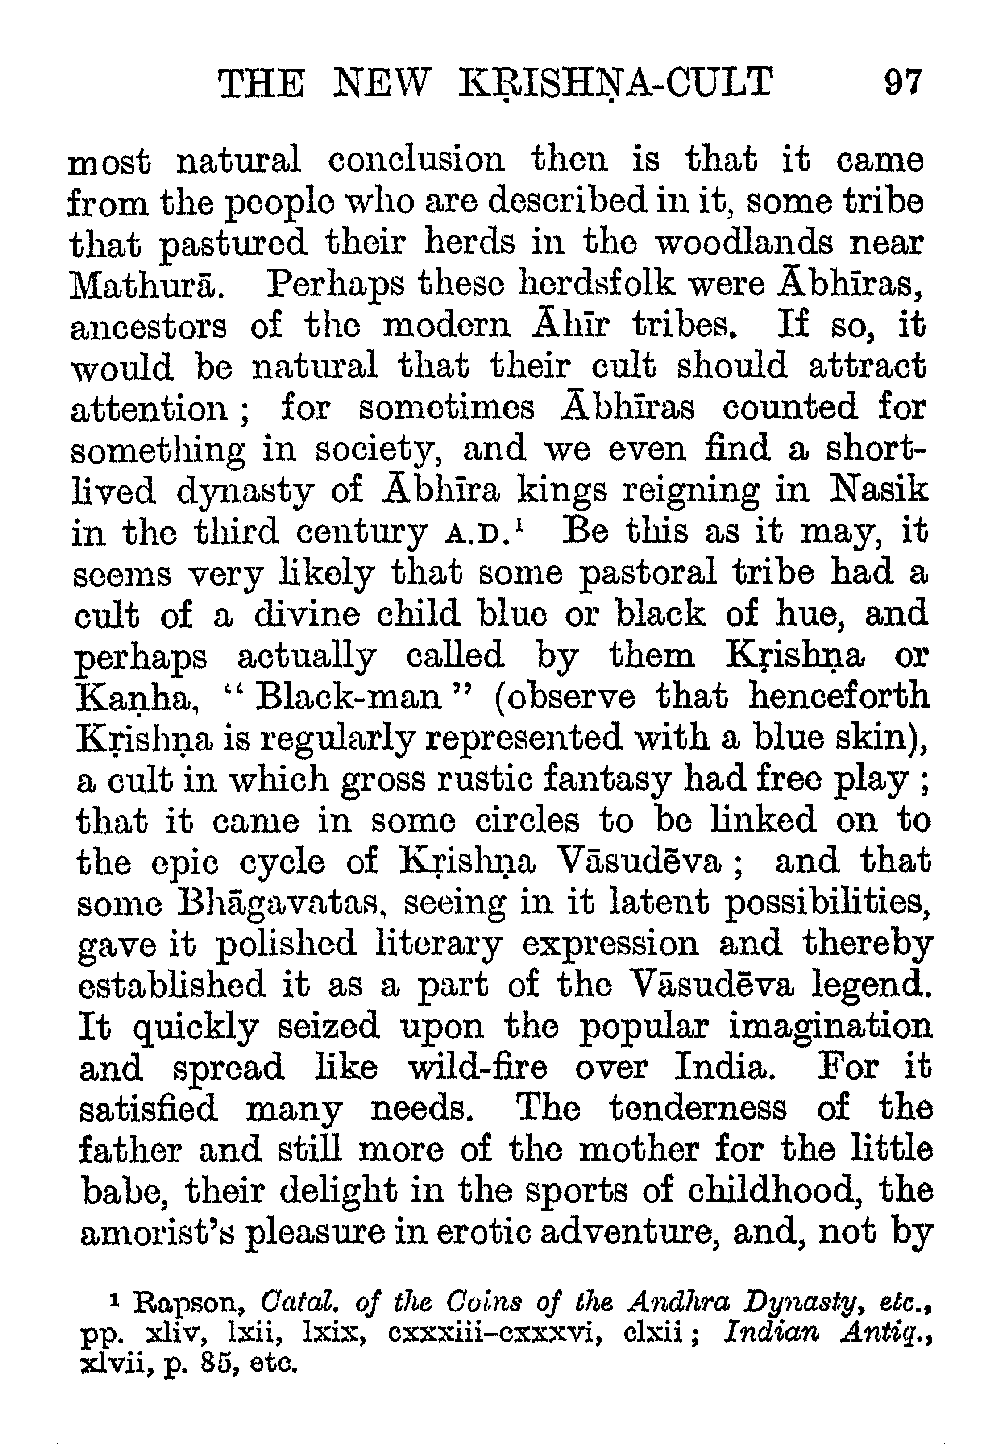 THE NEW KṚISHṆA-CULT 97
most natural conclusion then is that it came
from the people who are described in it, some tribe
that pastured their herds in the woodlands near
Mathurā. Perhaps these herdsfolk were Ābhīras,
ancestors of the modern Āhīr tribes. If so, it
would be natural that their cult should attract
attention ; for sometimes Ābhīras counted for
something in society, and we even find a short-
lived dynasty of Ābhīra kings reigning in Nasik
in the third century A.D.¹ Be this as it may, it
seems very likely that some pastoral tribe had a
cult of a divine child blue or black of hue, and
perhaps actually called by them Kṛishṇa or
Kaṇha, “ Black-man ” (observe that henceforth
Kṛishṇa is regularly represented with a blue skin),
a cult in which gross rustic fantasy had free play ;
that it came in some circles to be linked on to
the epic cycle of Kṛishṇa Vāsudēva ; and that
some Bhāgavatas, seeing in it latent possibilities,
gave it polished literary expression and thereby
established it as a part of the Vāsudēva legend.
It quickly seized upon the popular imagination
and spread like wild-fire over India. For it
satisfied many needs. The tenderness of the
father and still more of the mother for the little
babe, their delight in the sports of childhood, the
amorist’s pleasure in erotic adventure, and, not by
¹ Rapson, Catal. of the Coins of the Andhra Dynasty, etc.,
pp. xliv, lxii, lxix, cxxxiii–cxxxvi, clxii ; Indian Antiq.,
xlvii, p. 85, etc.